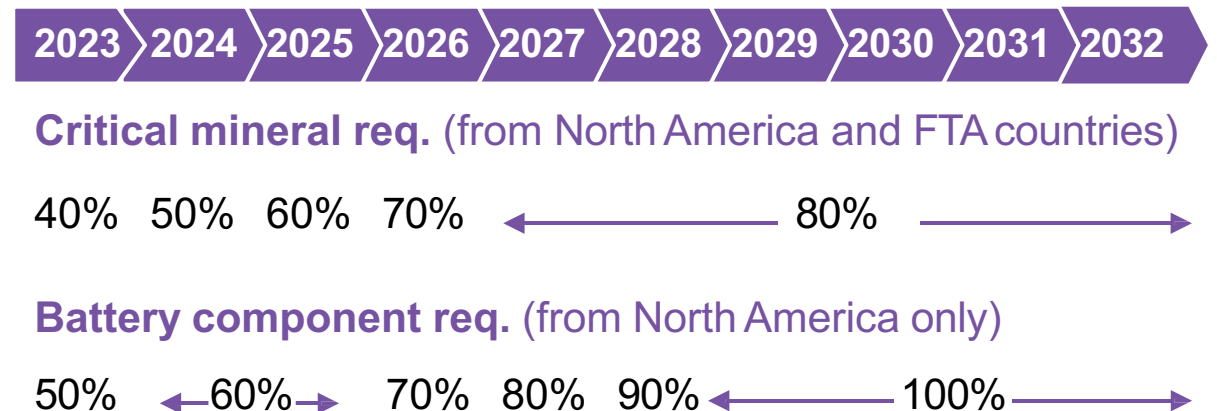 2023 2024 2025 2026 2027 2028 2029 2030 2031 2032
Critical mineral req. (from North America and FTA countries)
40% 50% 60% 70% 80%
Battery component req. (from North America only)
50% 60% 70% 80% 90% 100%